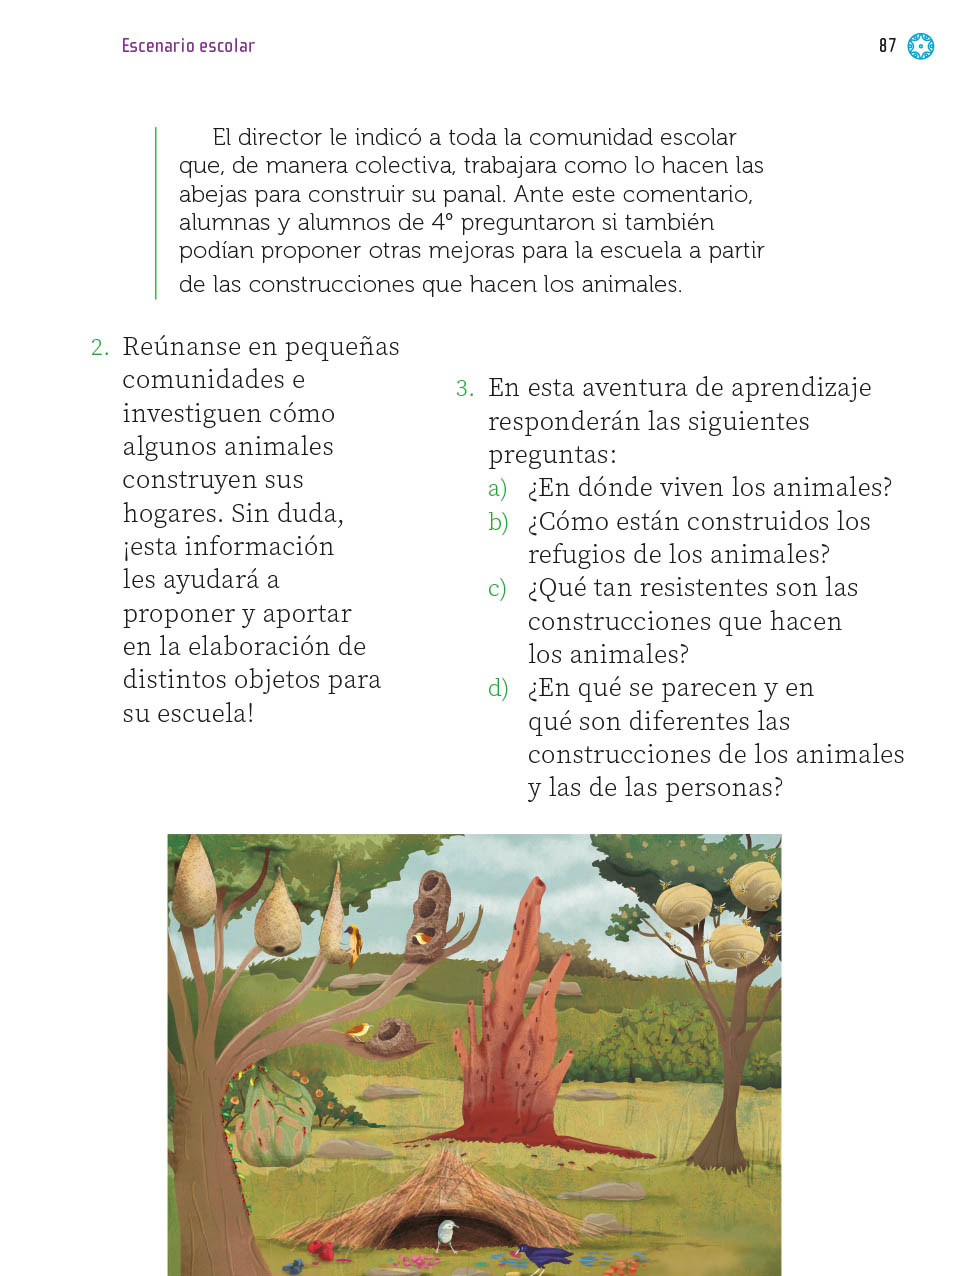 Escenario escolar
87
El director le indicó a toda la comunidad escolar
que, de manera colectiva, trabajara como lo hacen las
abejas para construir su panal. Ante este comentario,
alumnas y alumnos de 4° preguntaron si también
podían proponer otras mejoras para la escuela a partir
de las construcciones que hacen los animales.
2. Reúnanse en pequeñas
comunidades e
investiguen cómo
algunos animales
construyen sus
hogares. Sin duda,
¡esta información
les ayudará a
proponer y aportar
en la elaboración de
distintos objetos para
su escuela!
3. En esta aventura de aprendizaje
responderán las siguientes
preguntas:
a) ¿En dónde viven los animales?
b) ¿Cómo están construidos los
refugios de los animales?
c) ¿Qué tan resistentes son las
construcciones que hacen
los animales?
d) ¿En qué se parecen y en
qué son diferentes las
construcciones de los animales
y las de las personas?